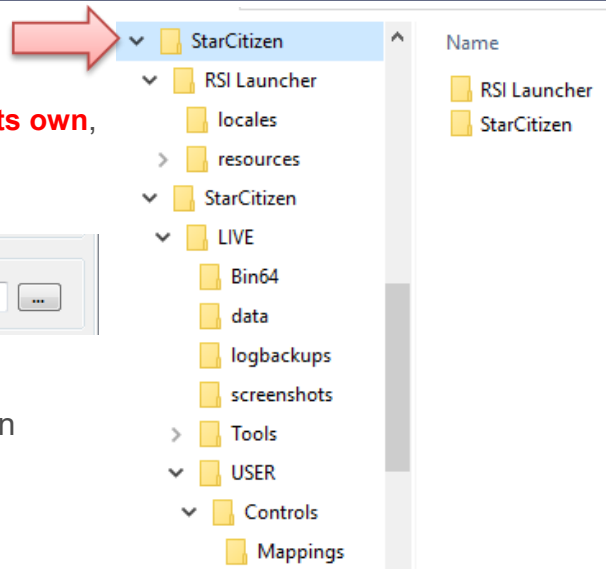 StarCitizen
RSI Launcher
locales
resources
StarCitizen
LIVE
Bin64
data
logbackups
screenshots
Tools
USER
Controls
Mappings
Name
RSI Launcher
StarCitizen
own,
...